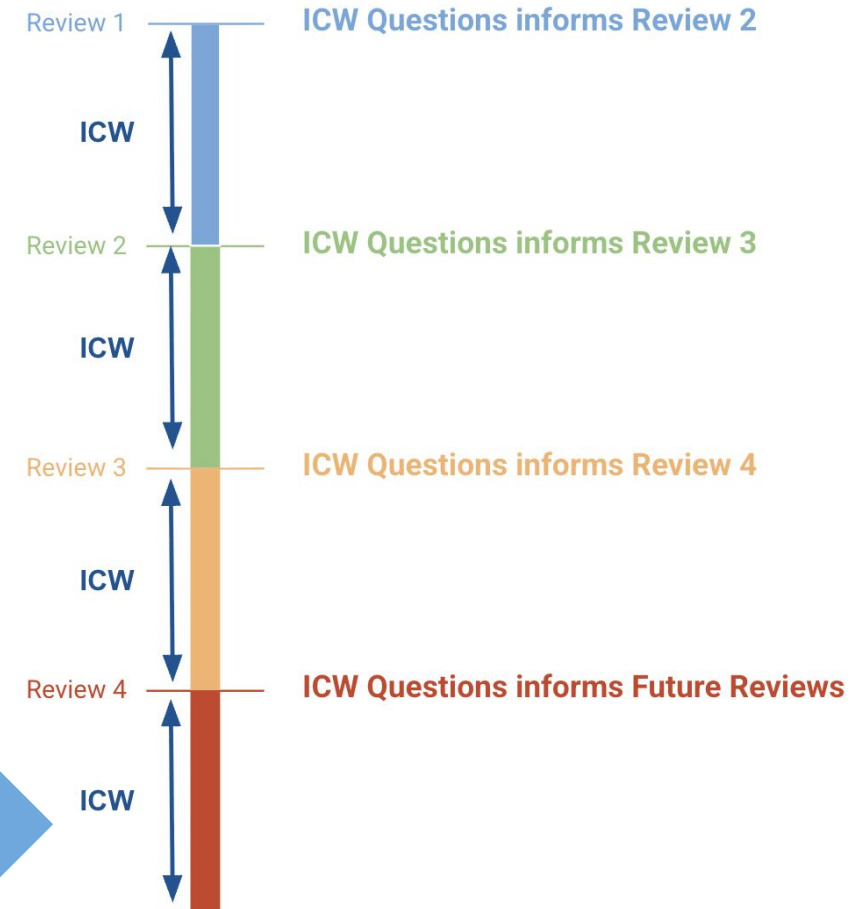 Review 1
ICW Questions informs Review 2
ICW
Review 2
ICW Questions informs Review 3
ICW
Review 3
ICW Questions informs Review 4
ICW
Review 4
ICW Questions informs Future Reviews
ICW